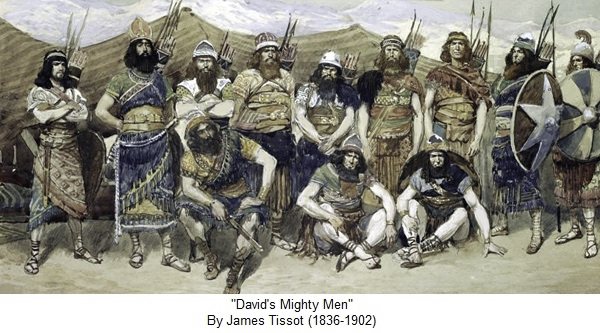 "David's Mighty Men"
By James Tissot (1836-1902)